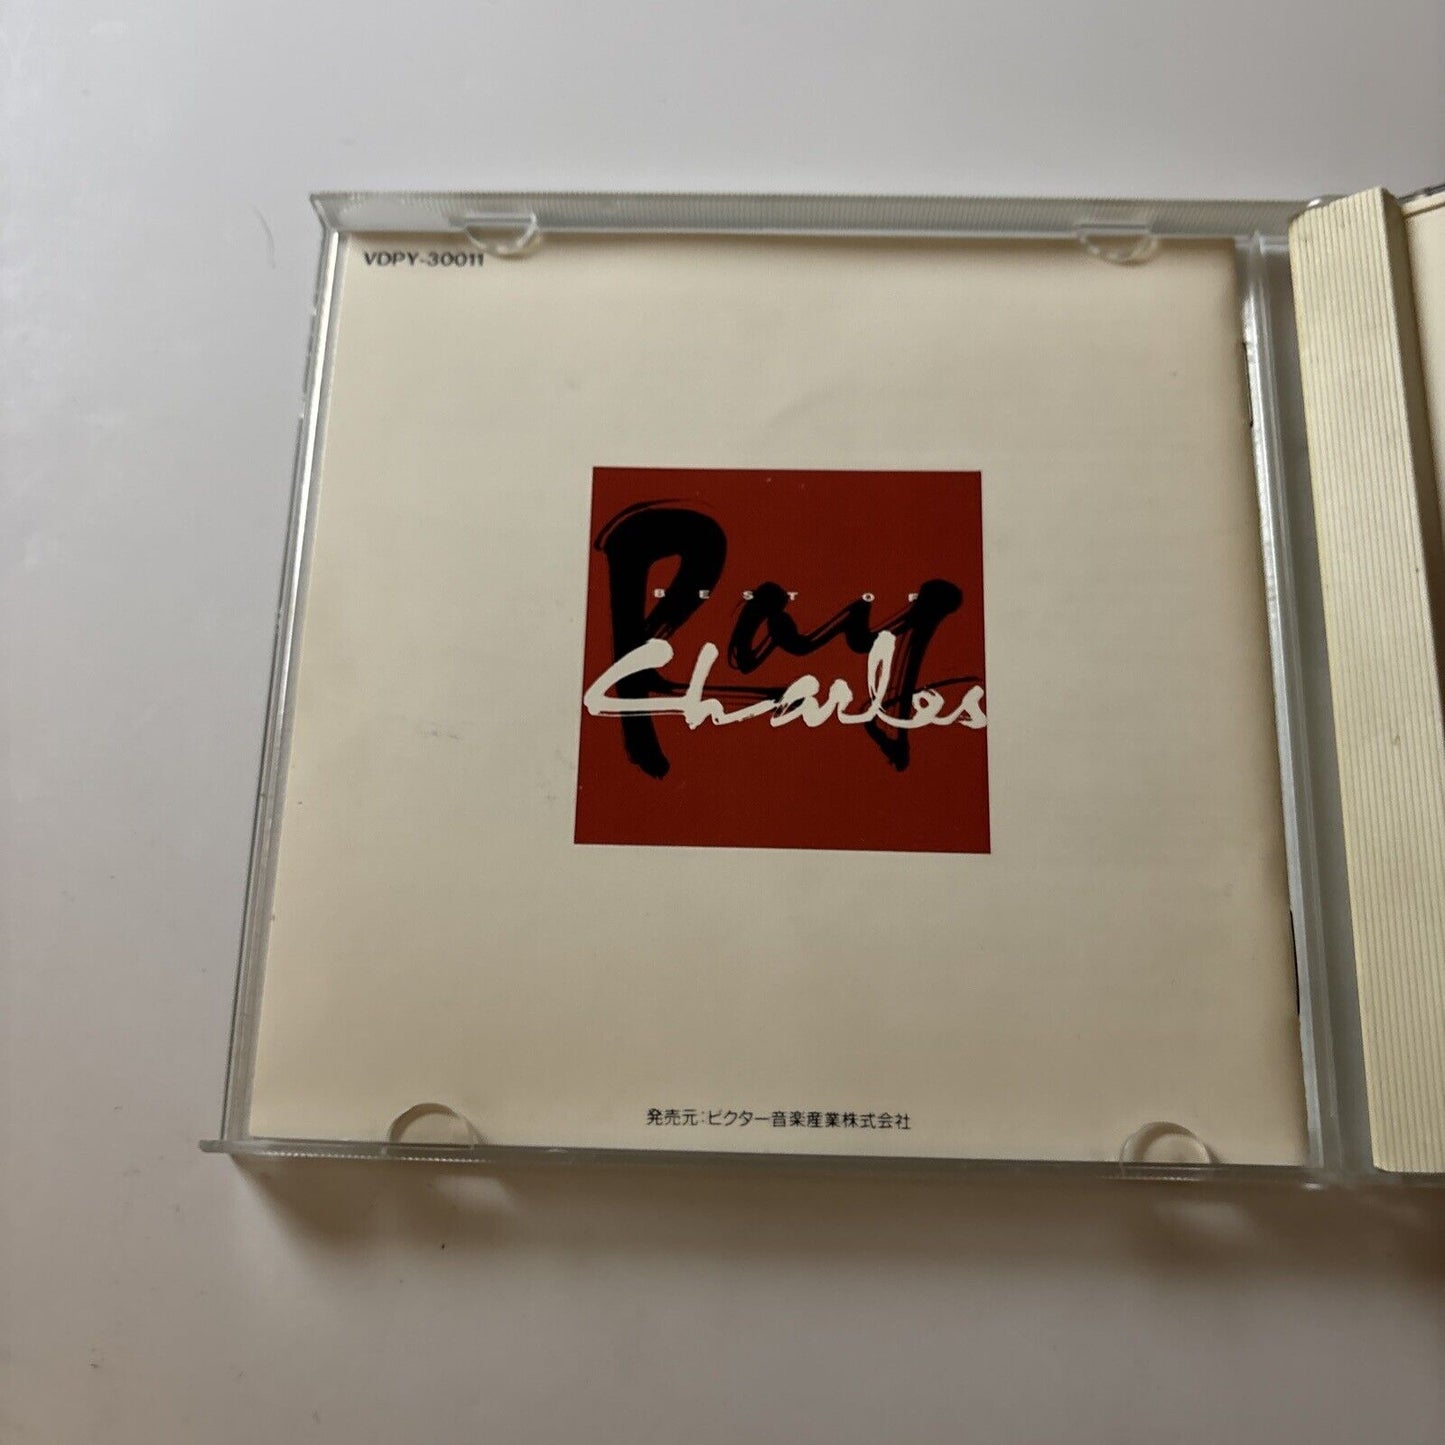 VDPY-30011
BEST OF
Ray
Charles
発売元:ビクター音楽産業株式会社